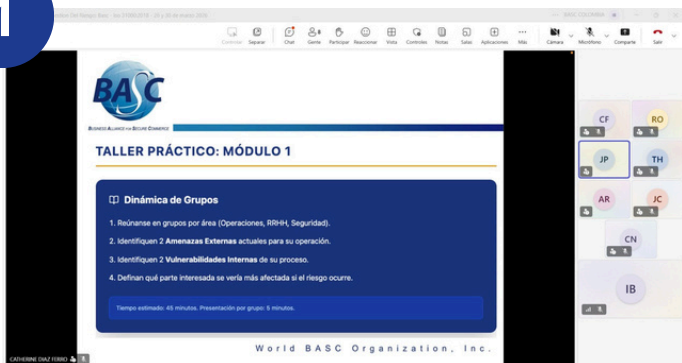 Separar
Chat
Gente
Participar
Reaccionar
Vista
Controles
Notas
Salas
Aplicaciones
Más
Cámara
Micrófono
Compartir
Salir
BASC
BUSINESS ALLIANCE FOR SECURE COMMERCE
TALLER PRÁCTICO: MÓDULO 1
Dinámica de Grupos
1. Reúnanse en grupos por área (Operaciones, RRHH, Seguridad).
2. Identifiquen 2 Amenazas Externas actuales para su operación.
3. Identifiquen 2 Vulnerabilidades Internas de su proceso.
4. Definan qué parte interesada se vería más afectada si el riesgo ocurre.
Tiempo estimado: 45 minutos. Presentación por grupo: 5 minutos.
World BASC Organization, Inc.
CATHERINE DIAZ FERRO
CF
RO
JP
TH
AR
JC
CN
IB